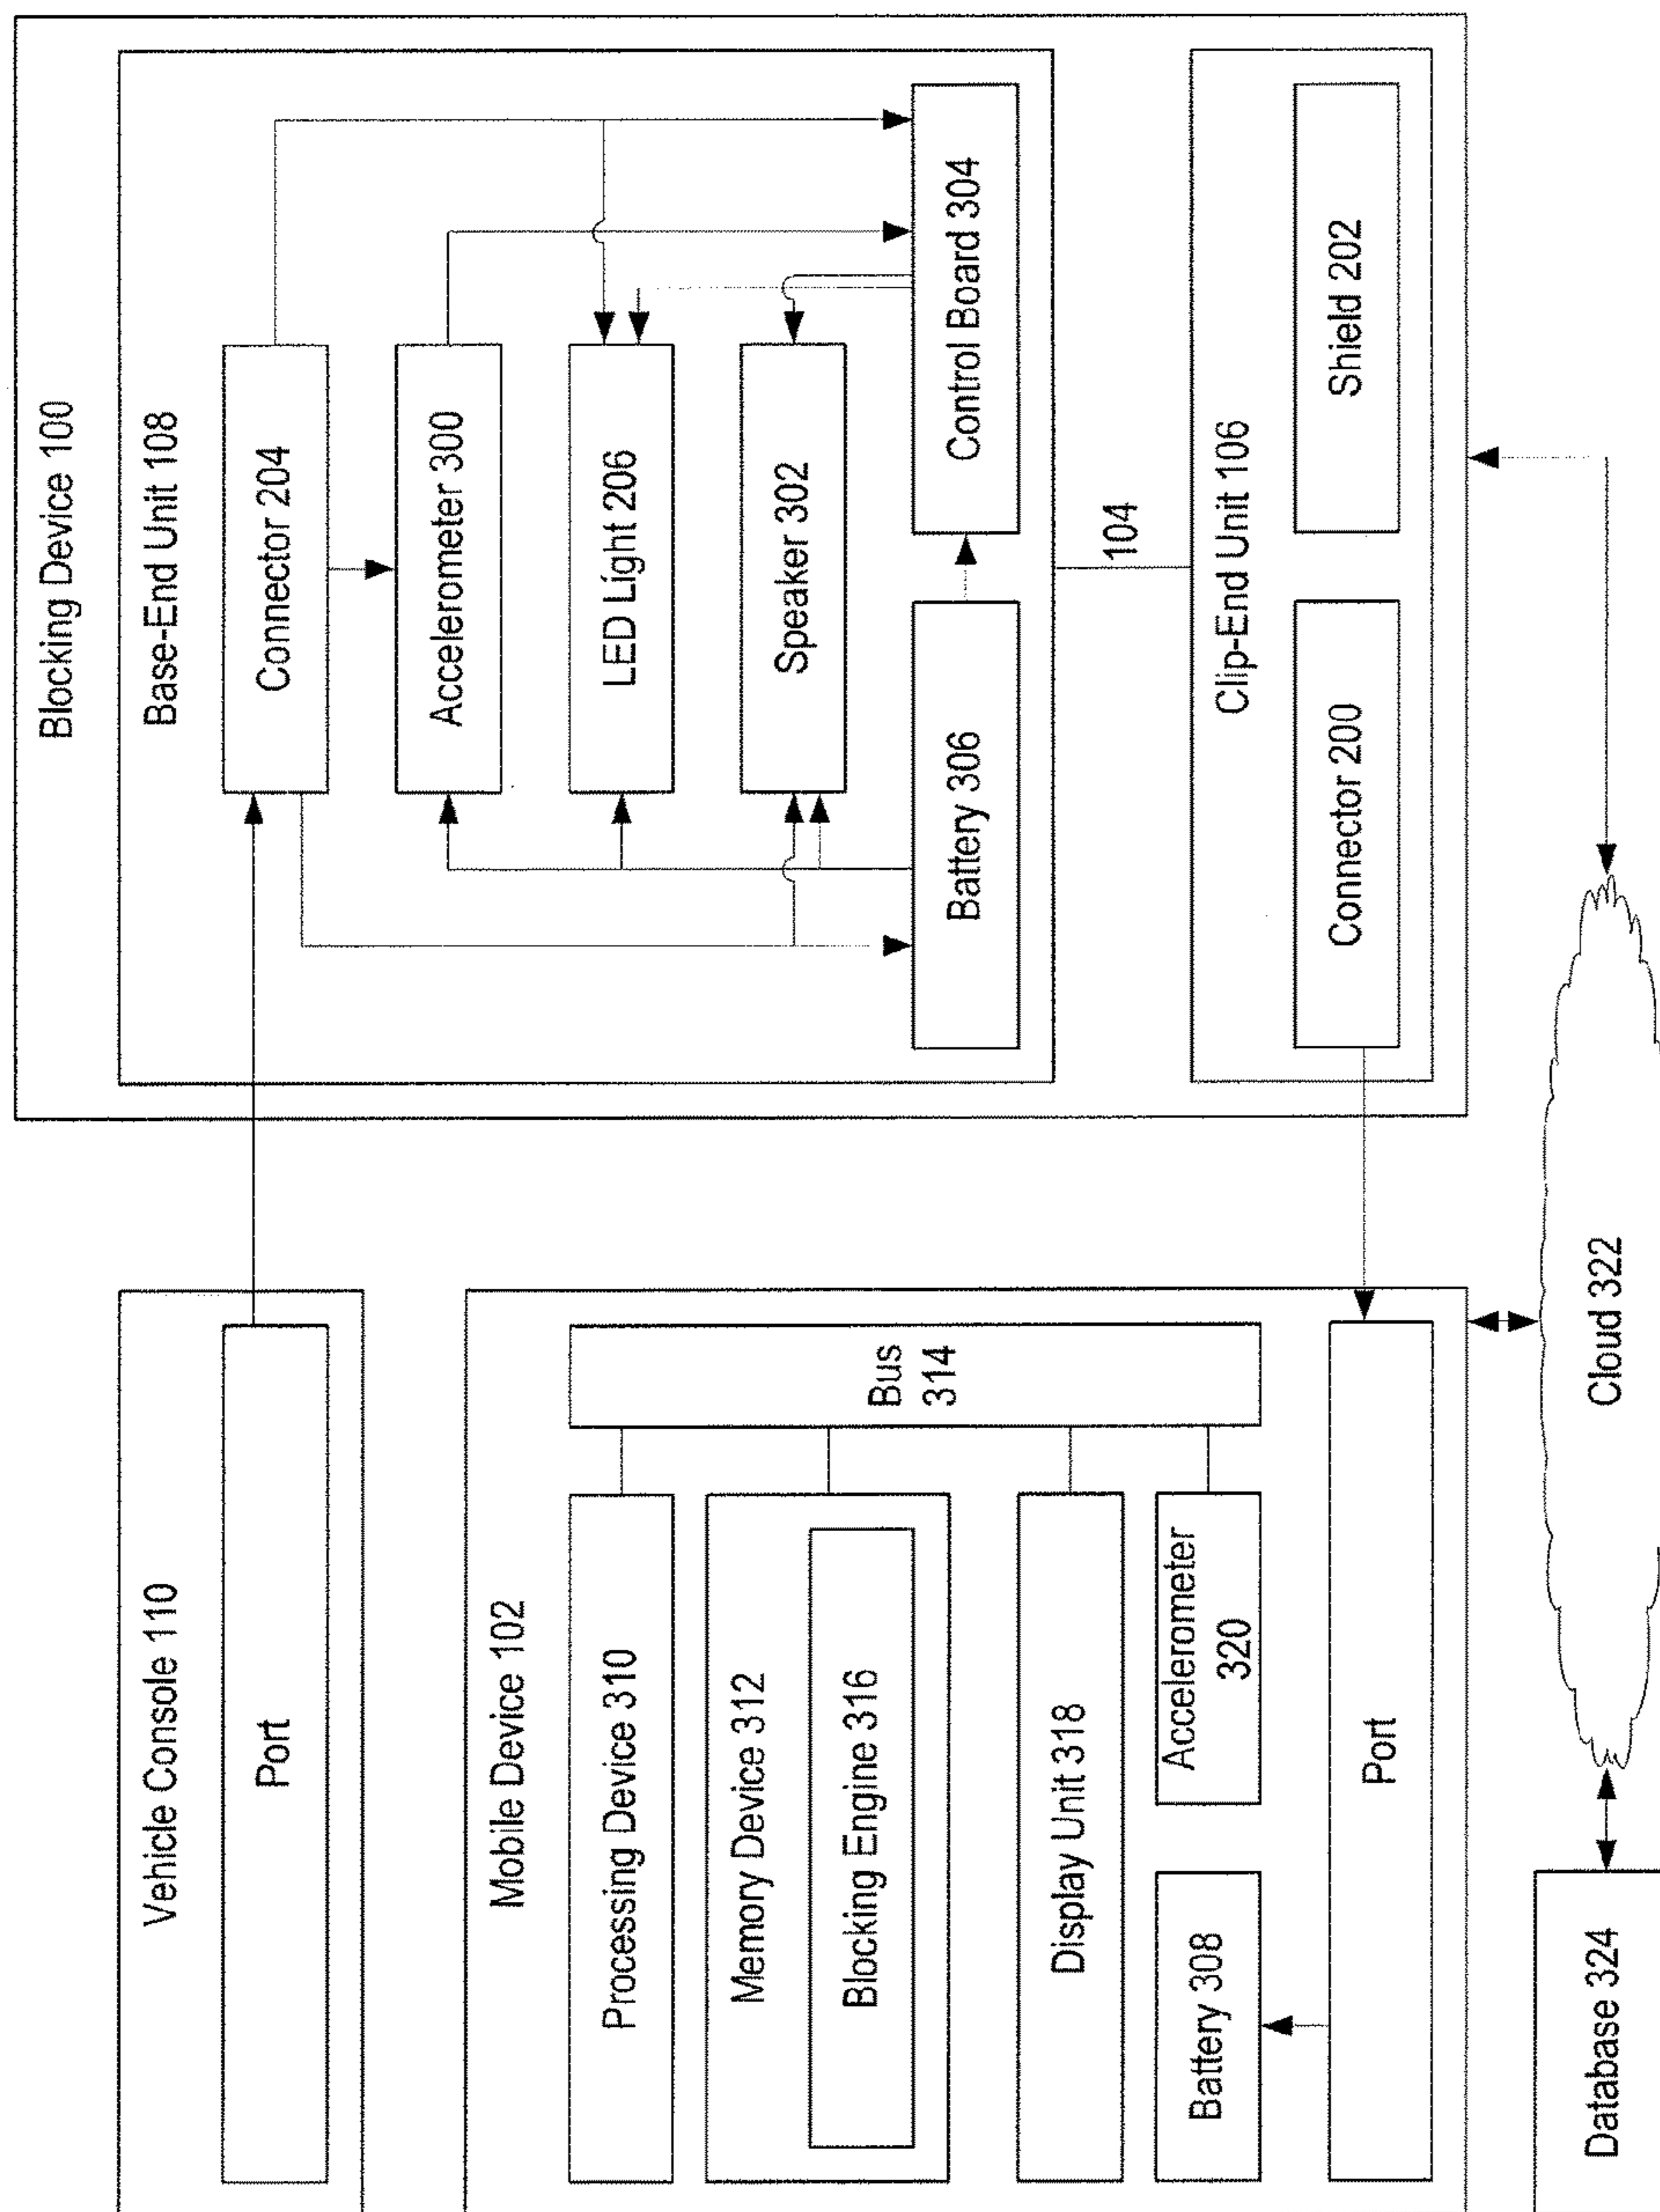 Vehicle Console 110
Port
Mobile Device 102
Processing Device 310
Memory Device 312
Blocking Engine 316
Bus
314
Display Unit 318
Battery 308
Accelerometer
320
Port
Database 324
Cloud 322
Blocking Device 100
Base-End Unit 108
Connector 204
Accelerometer 300
LED Light 206
Speaker 302
Battery 306
Control Board 304
104
Clip-End Unit 106
Connector 200
Shield 202